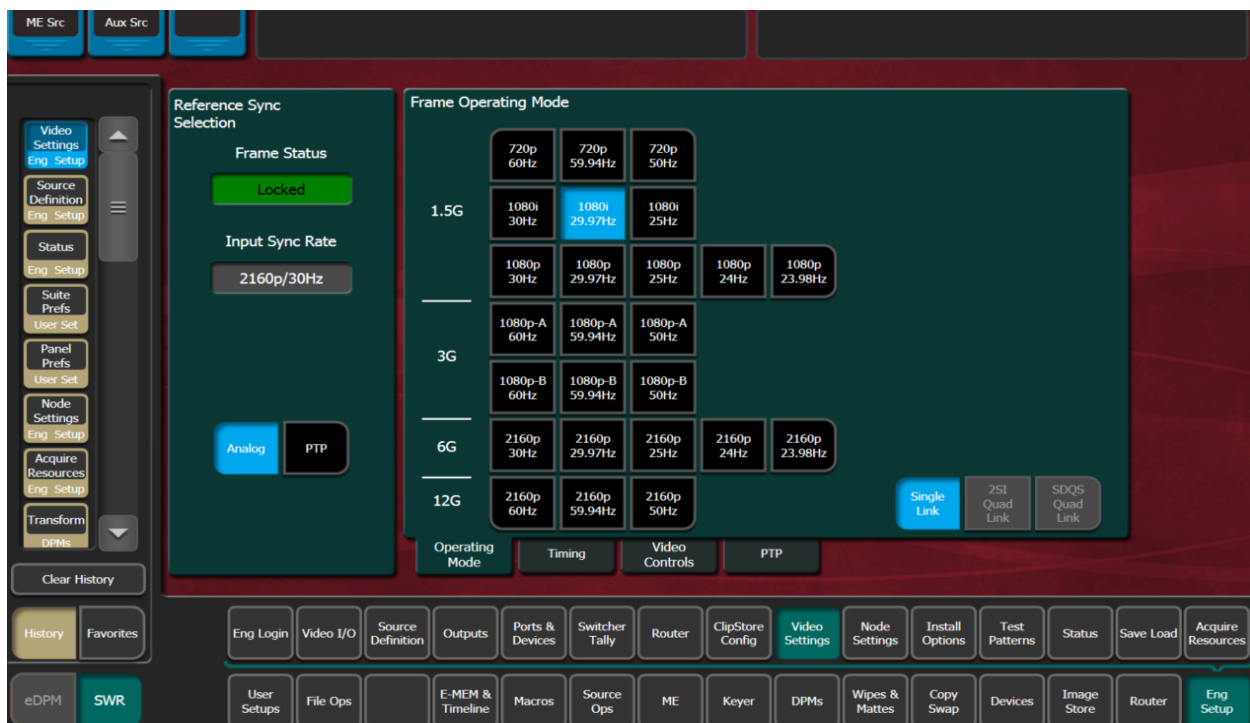 ME Src
Aux Src
Video
Settings
Eng Setup
Source
Definition
Eng Setup
Status
Eng Setup
Suite
Prefs
User Set
Panel
Prefs
User Set
Node
Settings
Eng Setup
Acquire
Resources
Eng Setup
Transform
DPMs
Clear History
History
Favorites
eDPM
SWR
Reference Sync
Selection
Frame Status
Locked
Input Sync Rate
2160p/30Hz
Analog
PTP
Frame Operating Mode
1.5G
720p
60Hz
720p
59.94Hz
720p
50Hz
1080i
30Hz
1080i
29.97Hz
1080i
25Hz
1080p
30Hz
1080p
29.97Hz
1080p
25Hz
1080p
24Hz
1080p
23.98Hz
3G
1080p-A
60Hz
1080p-A
59.94Hz
1080p-A
50Hz
1080p-B
60Hz
1080p-B
59.94Hz
1080p-B
50Hz
6G
2160p
30Hz
2160p
29.97Hz
2160p
25Hz
2160p
24Hz
2160p
23.98Hz
12G
2160p
60Hz
2160p
59.94Hz
2160p
50Hz
Single
Link
2SI
Quad
Link
SDQS
Quad
Link
Operating
Mode
Timing
Video
Controls
PTP
Eng Login
Video I/O
Source
Definition
Outputs
Ports &
Devices
Switcher
Tally
Router
ClipStore
Config
Video
Settings
Node
Settings
Install
Options
Test
Patterns
Status
Save Load
Acquire
Resources
User
Setups
File Ops
E-MEM &
Timeline
Macros
Source
Ops
ME
Keyer
DPMs
Wipes &
Mattes
Copy
Swap
Devices
Image
Store
Router
Eng
Setup